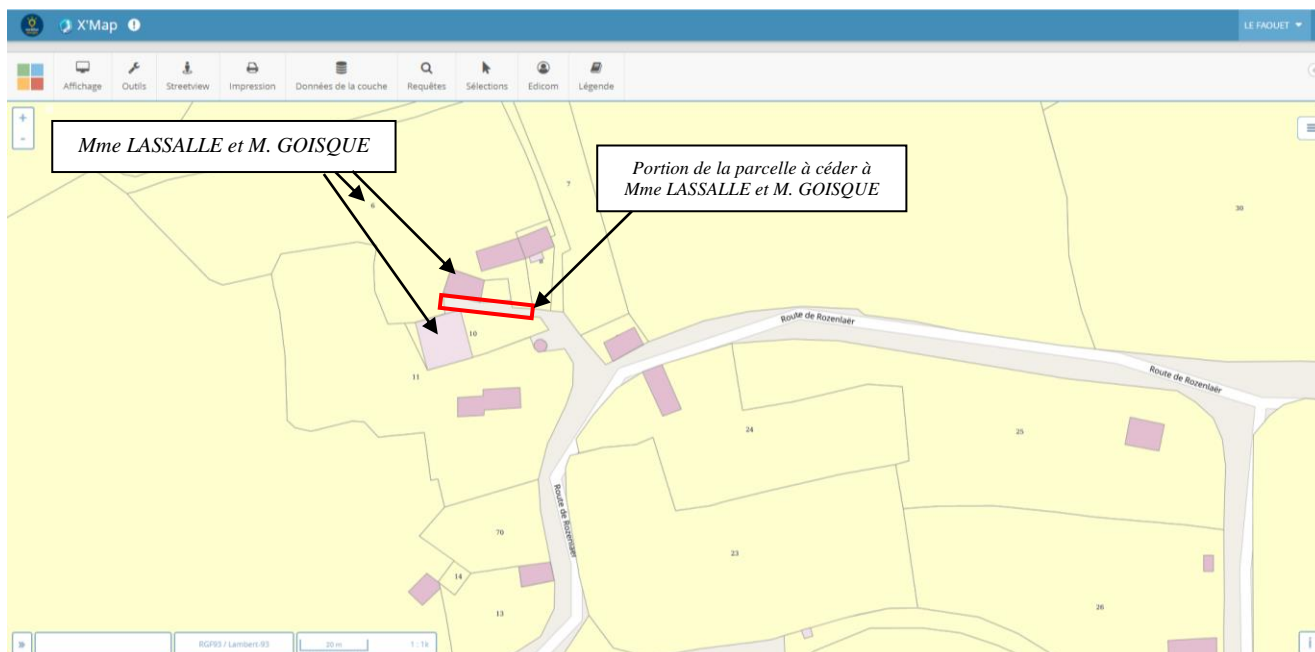 X'Map
LE FAOUET
Affichage
Outils
Streetview
Impression
Données de la couche
Requêtes
Sélections
Edicom
Légende
+
-
Mme LASSALLE et M. GOISQUE
Portion de la parcelle à céder à
Mme LASSALLE et M. GOISQUE
6
7
30
10
11
Route de Rozenlaër
Route de Rozenlaër
24
25
Route de Rozenlaër
70
23
14
13
26
RGF93 / Lambert-93
20 m
1 : 1k